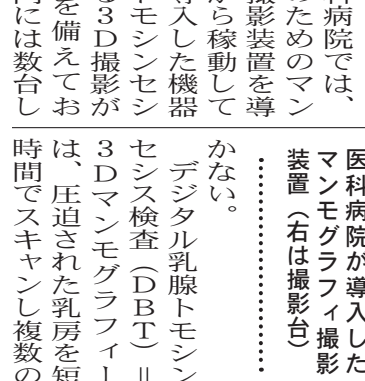 科病院では、
のためのマン
撮影装置を導
から稼動して
導入した機器
トモシンセシ
る3D撮影が
を備えてお
内には数台し
医科病院が導入した
マンモグラフィ撮影
装置（右は撮影台）
かない。
デジタル乳腺トモシン
セシス検査（DBT）＝
3Dマンモグラフィー
は、圧迫された乳房を短
時間でスキャンし複数の